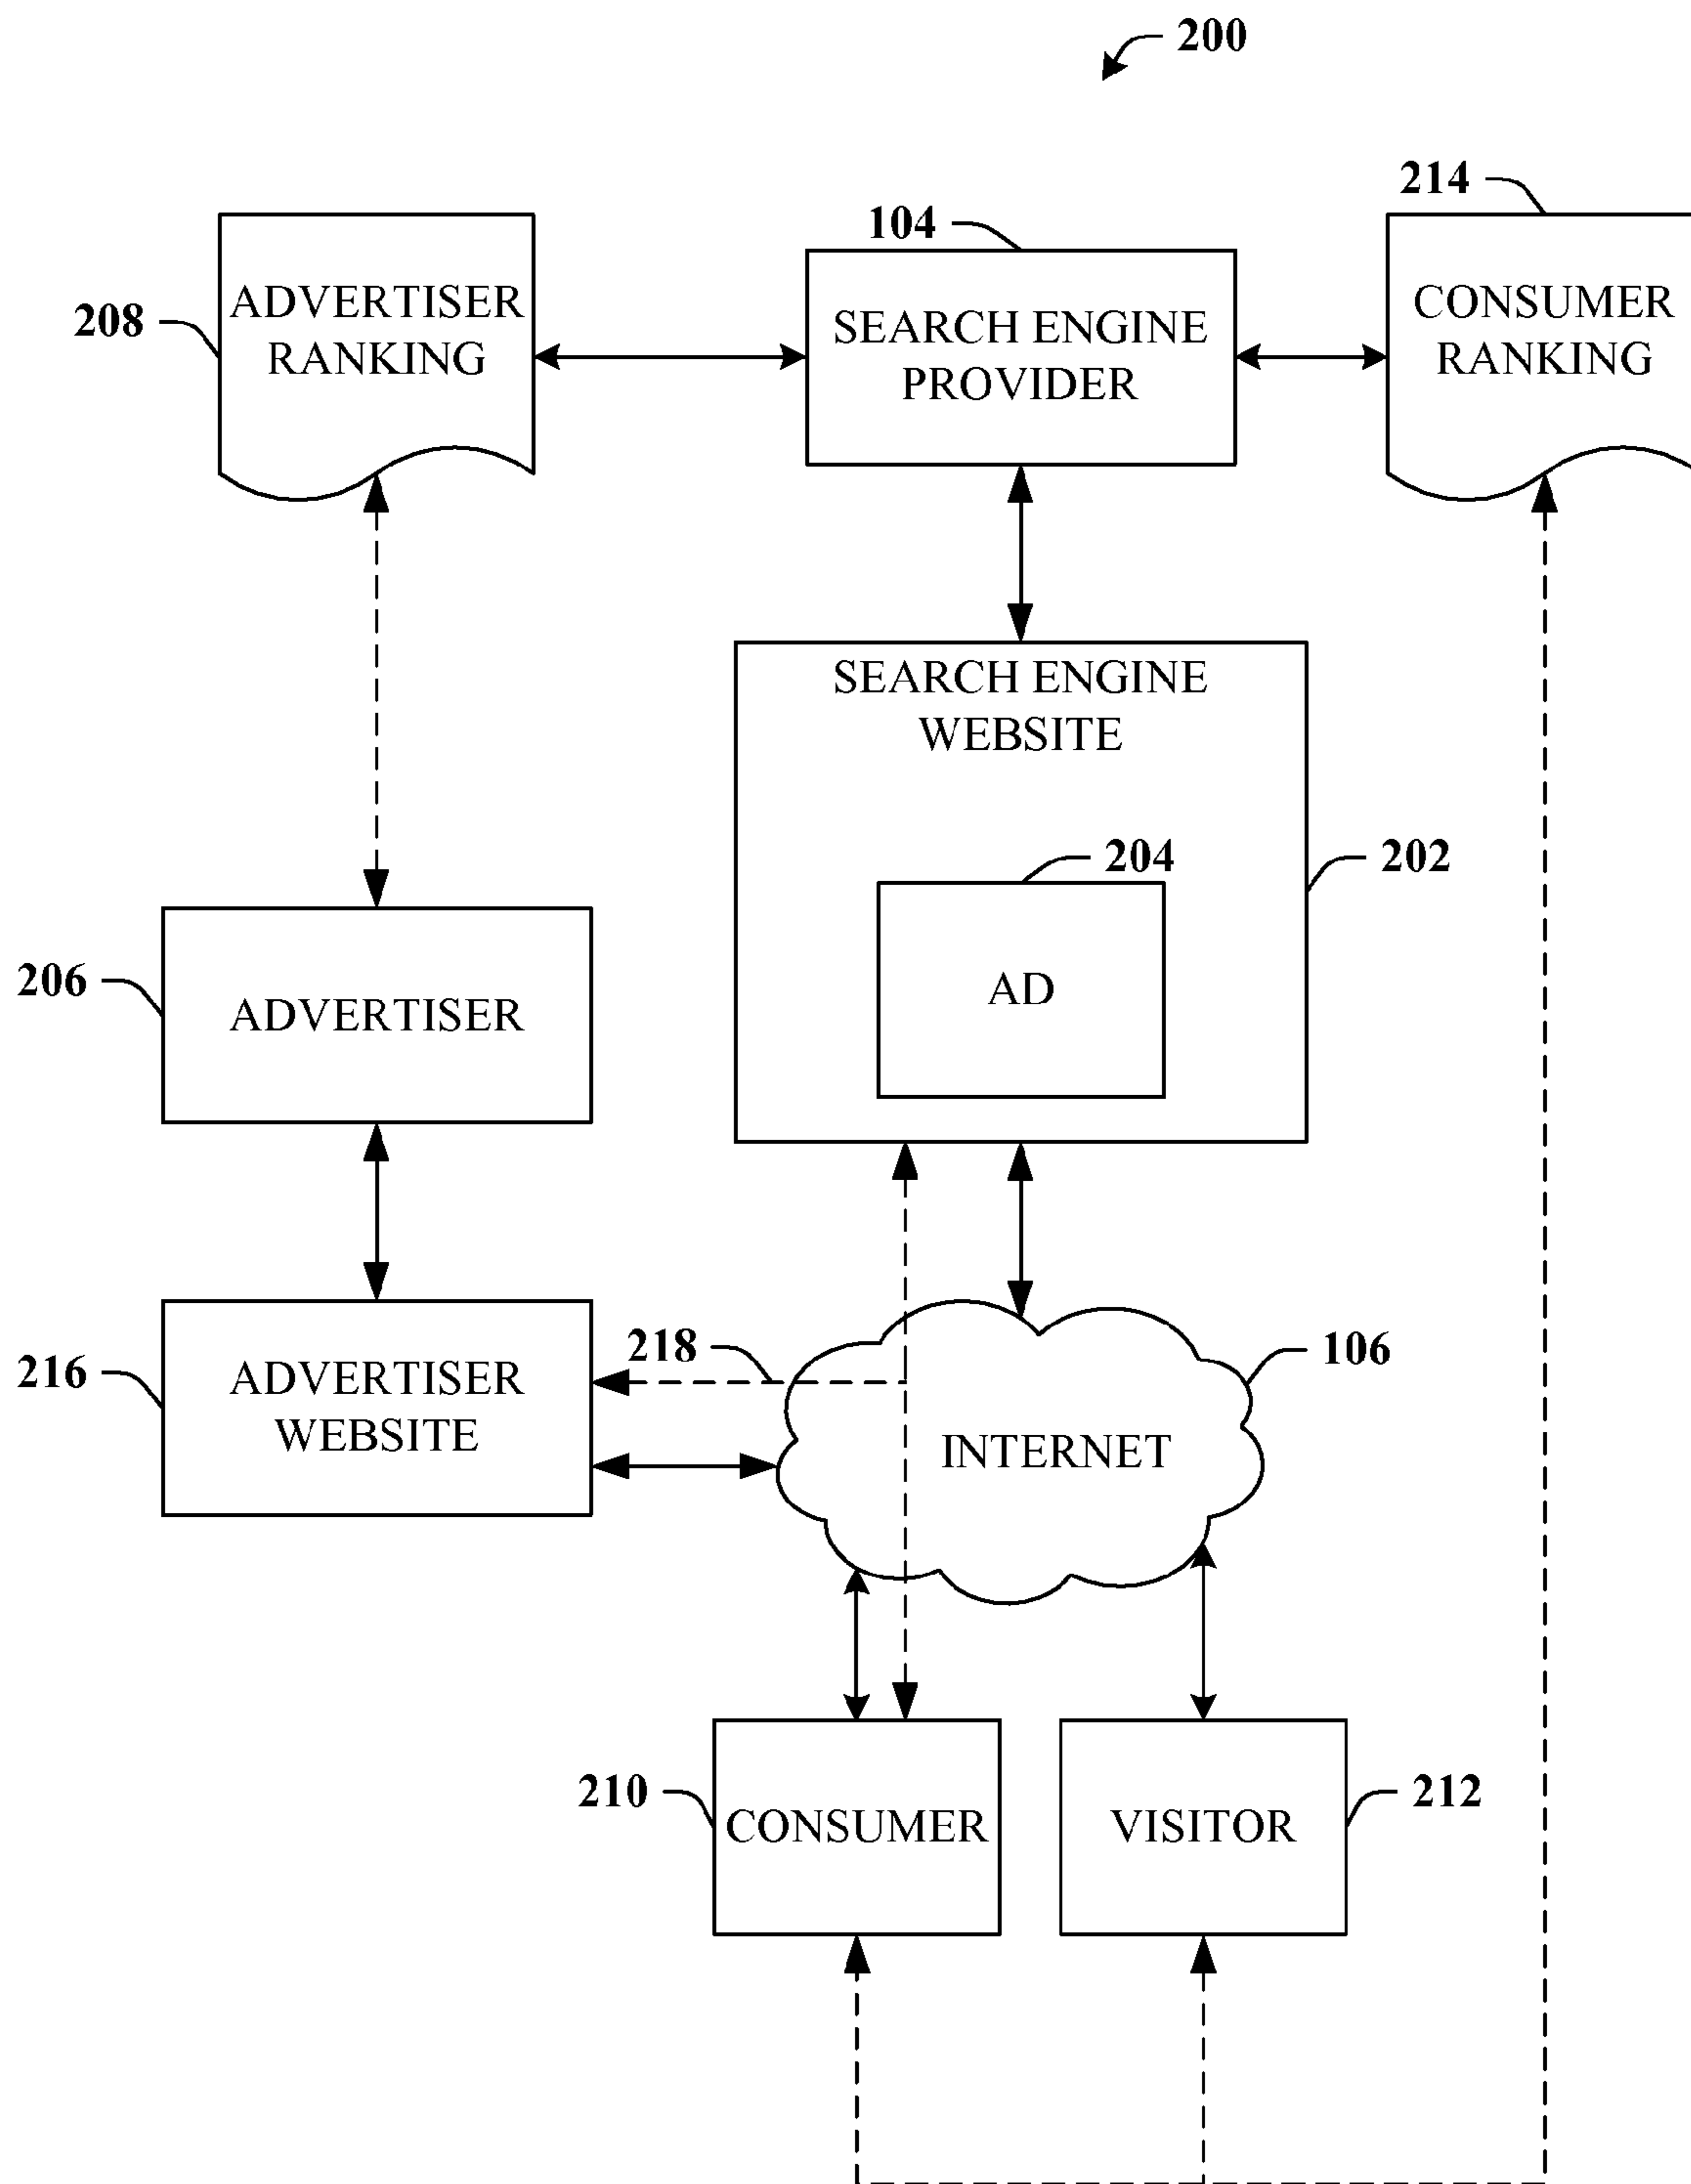 200
214
104
ADVERTISER
RANKING
208
SEARCH ENGINE
PROVIDER
CONSUMER
RANKING
SEARCH ENGINE
WEBSITE
204
202
AD
206
ADVERTISER
218
106
216
ADVERTISER
WEBSITE
INTERNET
210
CONSUMER
VISITOR
212